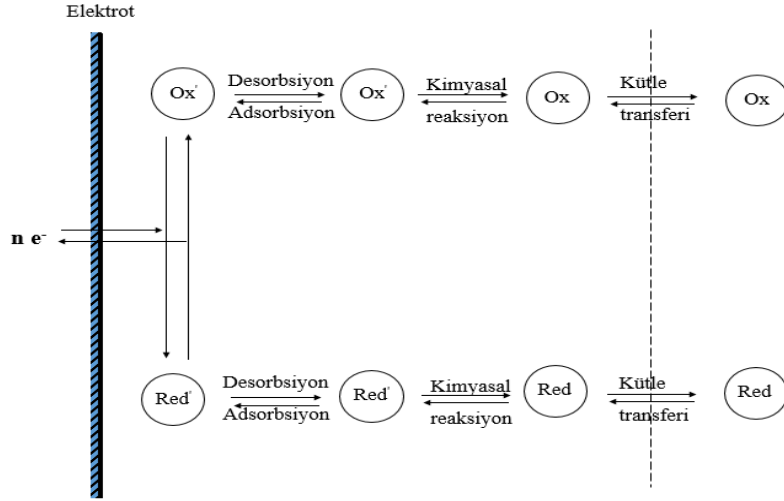 Elektrot
Ox' Desorbsiyon Ox' Kimyasal Ox Kütle Ox
Adsorbsiyon reaksiyon transferi
n e-
Red' Desorbsiyon Red' Kimyasal Red Kütle Red
Adsorbsiyon reaksiyon transferi